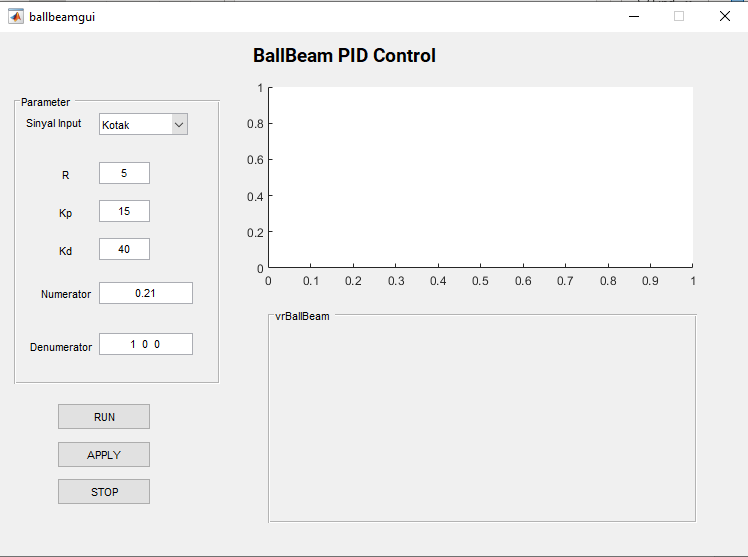 ballbeamgui
BallBeam PID Control
Parameter
Sinyal Input Kotak
R 5
Kp 15
Kd 40
Numerator 0.21
Denumerator 1 0 0
RUN
APPLY
STOP
1
0.8
0.6
0.4
0.2
0
0 0.1 0.2 0.3 0.4 0.5 0.6 0.7 0.8 0.9 1
vrBallBeam